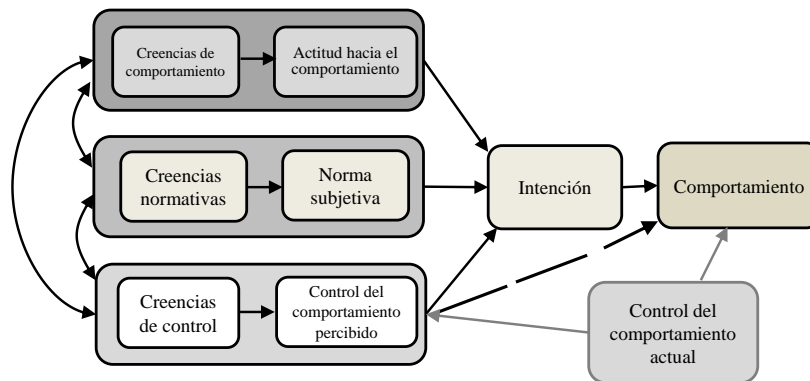 Creencias de
comportamiento
Actitud hacia el
comportamiento
Creencias
normativas
Norma
subjetiva
Creencias
de control
Control del
comportamiento
percibido
Intención
Comportamiento
Control del
comportamiento
actual